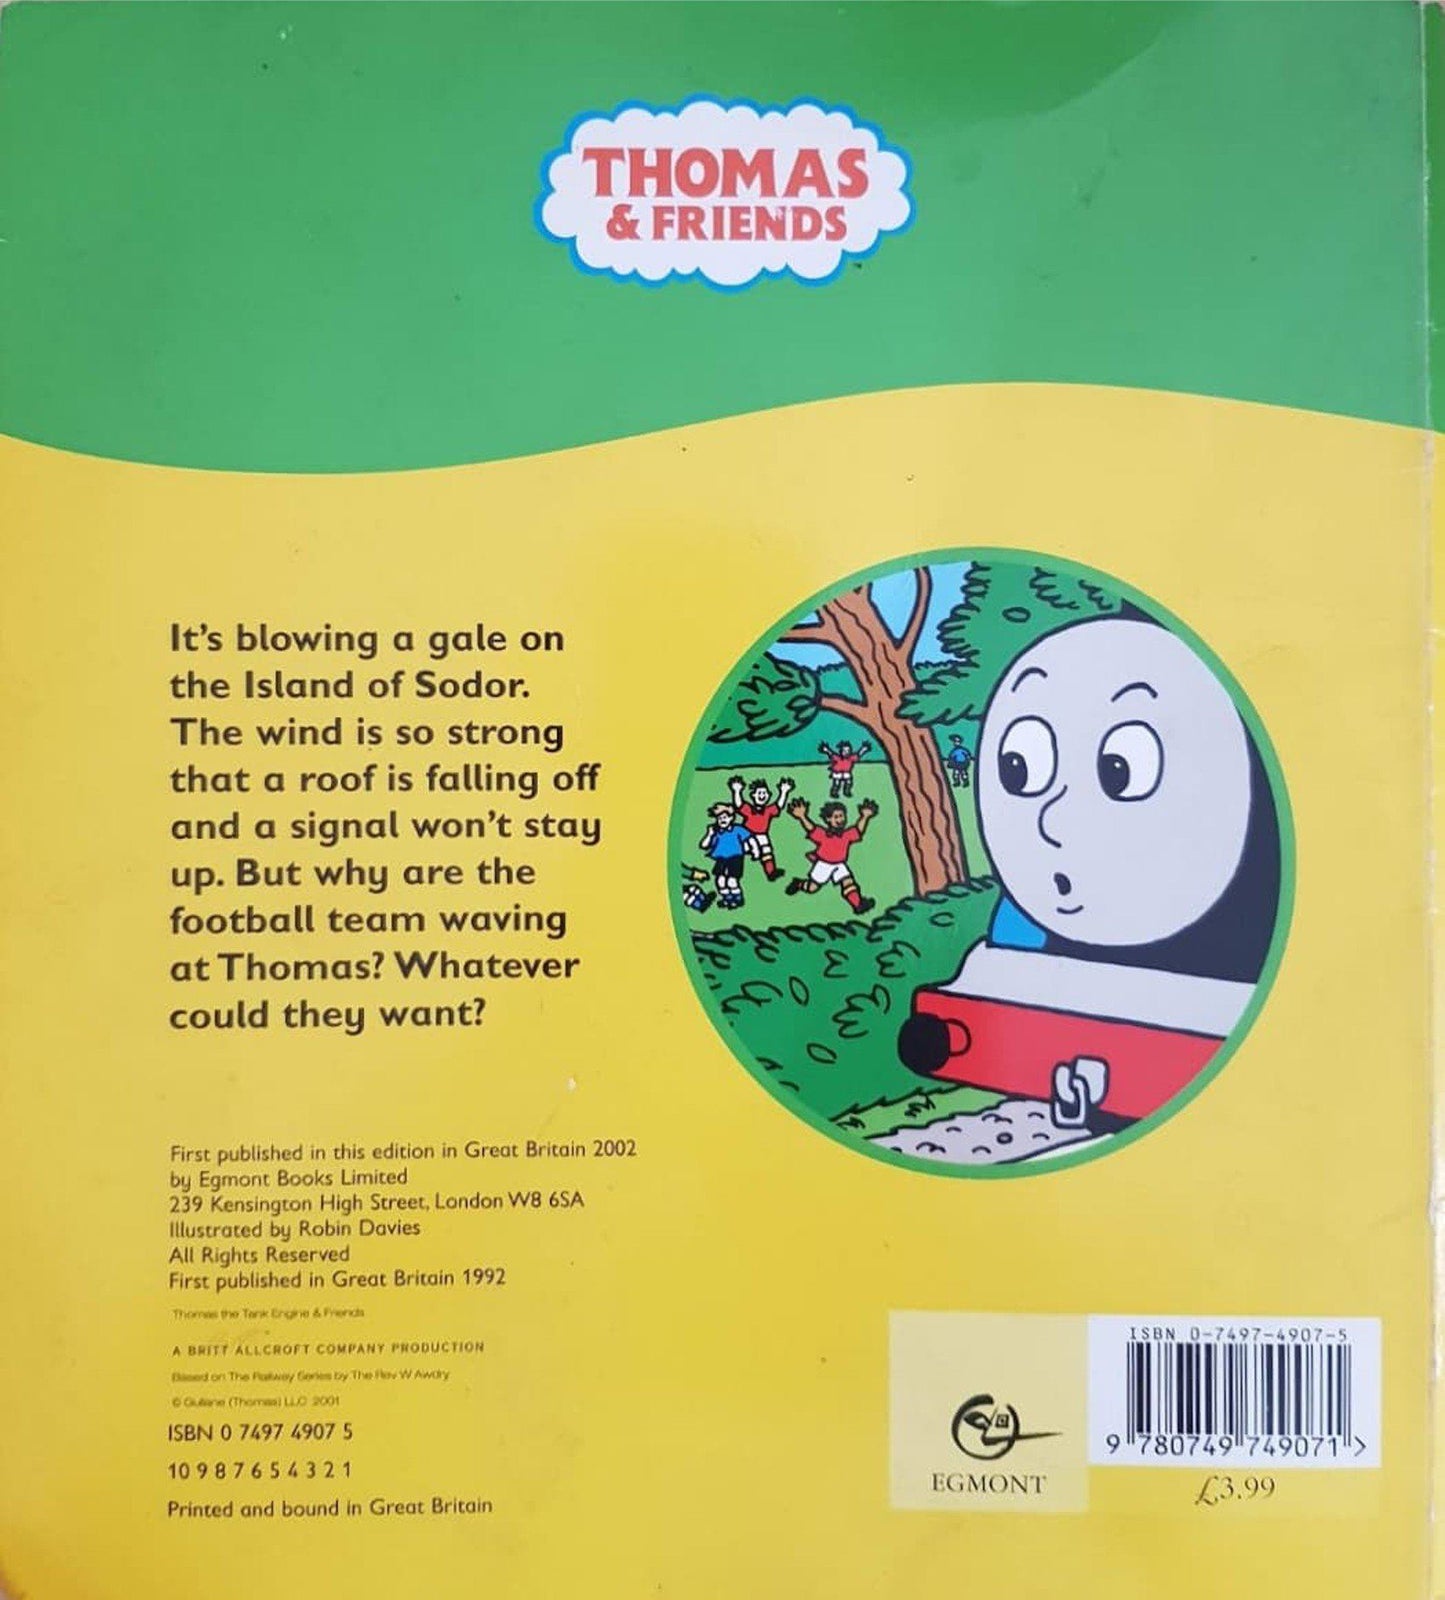 THOMAS
& FRIENDS
It's blowing a gale on
the Island of Sodor.
The wind is so strong
that a roof is falling off
and a signal won't stay
up. But why are the
football team waving
at Thomas? Whatever
could they want?
First published in this edition in Great Britain 2002
by Egmont Books Limited
239 Kensington High Street, London W8 6SA
Illustrated by Robin Davies
All Rights Reserved
First published in Great Britain 1992
Thomas the Tank Engine & Friends
A BRITT ALLCROFT COMPANY PRODUCTION
Based on The Railway Series by The Rev W Awdry
© Gullane (Thomas) LLC 2001
ISBN 0 7497 4907 5
10 9 8 7 6 5 4 3 2 1
Printed and bound in Great Britain
EGMONT
ISBN 0-7497-4907-5
9 780749 749071 >
£3.99